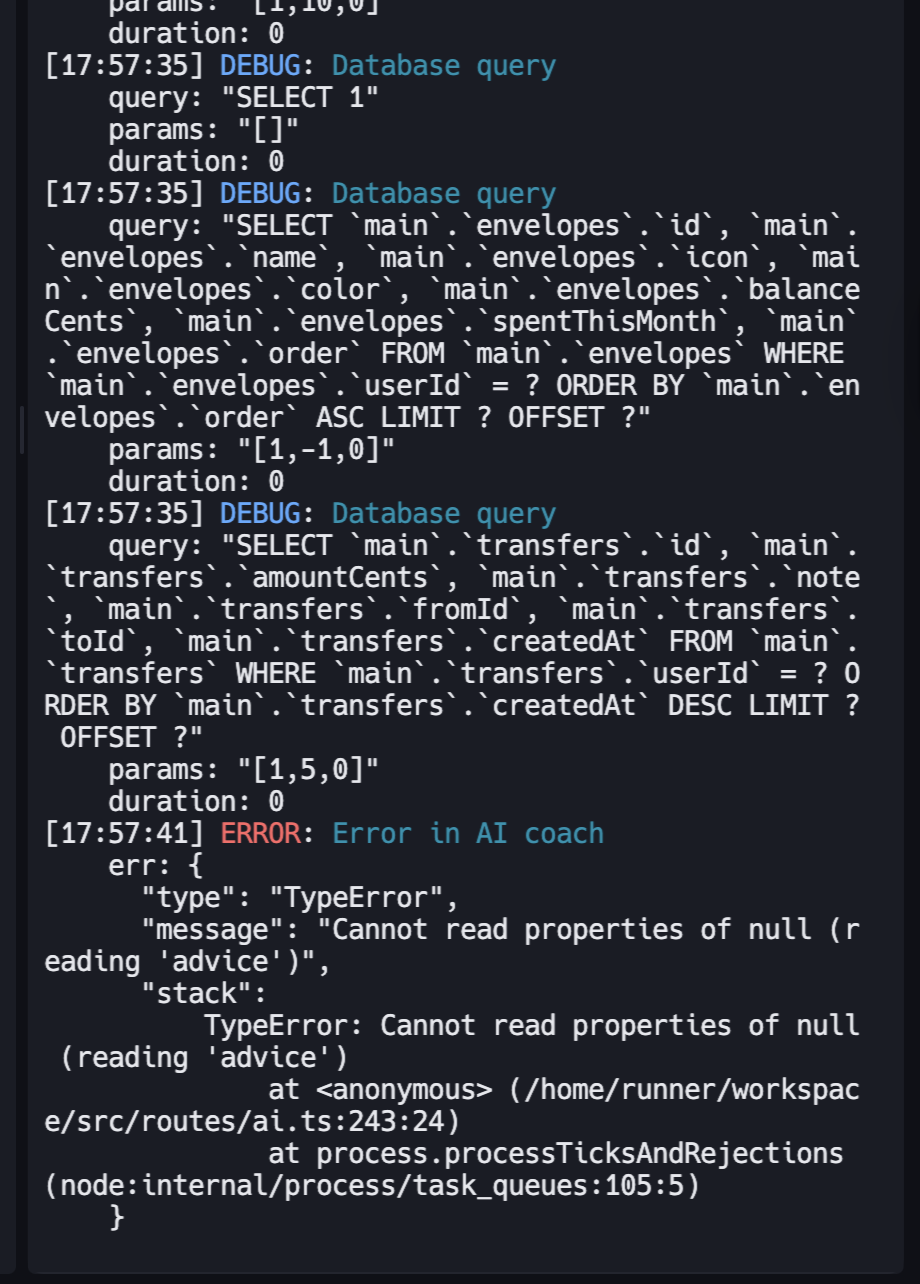 params: "[1,10,0]"
duration: 0
[17:57:35] DEBUG: Database query
query: "SELECT 1"
params: "[]"
duration: 0
[17:57:35] DEBUG: Database query
query: "SELECT `main`.`envelopes`.`id`, `main`.
`envelopes`.`name`, `main`.`envelopes`.`icon`, `mai
n`.`envelopes`.`color`, `main`.`envelopes`.`balance
Cents`, `main`.`envelopes`.`spentThisMonth`, `main`
.`envelopes`.`order` FROM `main`.`envelopes` WHERE
`main`.`envelopes`.`userId` = ? ORDER BY `main`.`en
velopes`.`order` ASC LIMIT ? OFFSET ?"
params: "[1,-1,0]"
duration: 0
[17:57:35] DEBUG: Database query
query: "SELECT `main`.`transfers`.`id`, `main`.
`transfers`.`amountCents`, `main`.`transfers`.`note
`, `main`.`transfers`.`fromId`, `main`.`transfers`.
`toId`, `main`.`transfers`.`createdAt` FROM `main`.
`transfers` WHERE `main`.`transfers`.`userId` = ? O
RDER BY `main`.`transfers`.`createdAt` DESC LIMIT ?
OFFSET ?"
params: "[1,5,0]"
duration: 0
[17:57:41] ERROR: Error in AI coach
err: {
"type": "TypeError",
"message": "Cannot read properties of null (r
eading 'advice')",
"stack":
TypeError: Cannot read properties of null
(reading 'advice')
at <anonymous> (/home/runner/workspac
e/src/routes/ai.ts:243:24)
at process.processTicksAndRejections
(node:internal/process/task_queues:105:5)
}